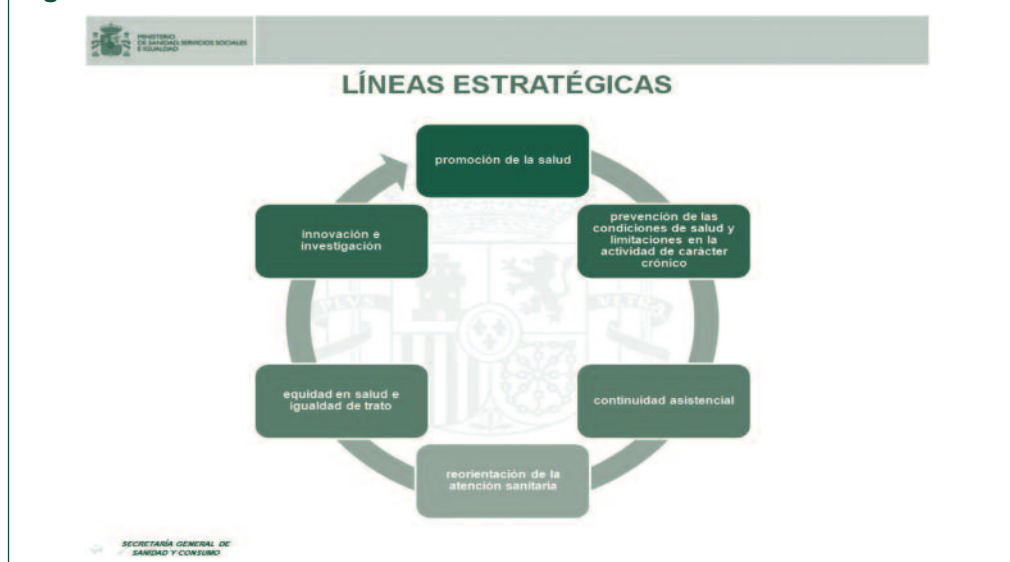 MINISTERIO
DE SANIDAD, SERVICIOS SOCIALES
E IGUALDAD
LÍNEAS ESTRATÉGICAS
promoción de la salud
prevención de las
condiciones de salud y
limitaciones en la
actividad de carácter
crónico
continuidad asistencial
reorientación de la
atención sanitaria
equidad en salud e
igualdad de trato
innovación e
investigación
PLVS
VLTRA
SECRETARÍA GENERAL DE
SANIDAD Y CONSUMO